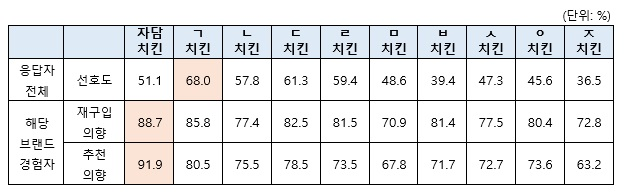 (단위: %)
자담 ㄱ ㄴ ㄷ ㄹ ㅁ ㅂ ㅅ ㅇ ㅈ
치킨 치킨 치킨 치킨 치킨 치킨 치킨 치킨 치킨 치킨
응답자
전체
선호도 51.1 68.0 57.8 61.3 59.4 48.6 39.4 47.3 45.6 36.5
해당
브랜드
경험자
재구입
의향
88.7 85.8 77.4 82.5 81.5 70.9 81.4 77.5 80.4 72.8
추천
의향
91.9 80.5 75.5 78.5 73.5 67.8 71.7 72.7 73.6 63.2